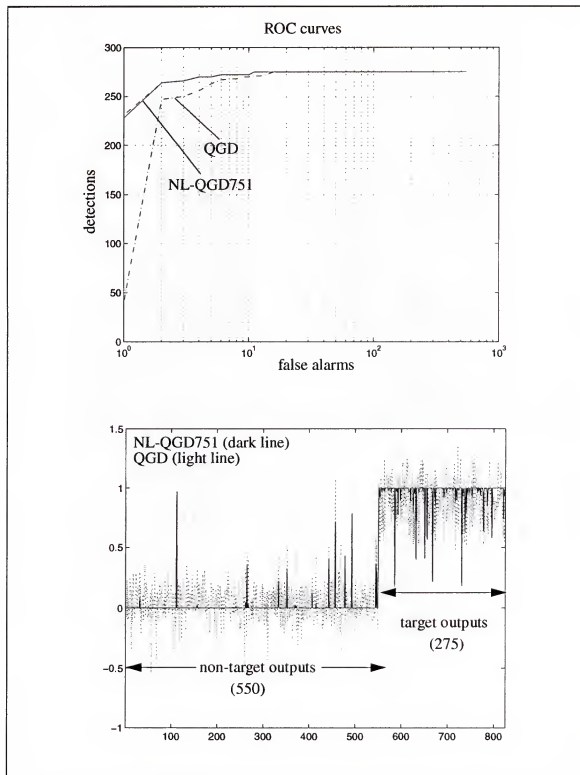 ROC curves
300
250
200
150
100
50
0
detections
QGD
NL-QGD751
10^0
10^1
10^2
10^3
false alarms
1.5
1
0.5
0
−0.5
−1
NL-QGD751 (dark line)
QGD (light line)
target outputs
(275)
non-target outputs
(550)
100 200 300 400 500 600 700 800